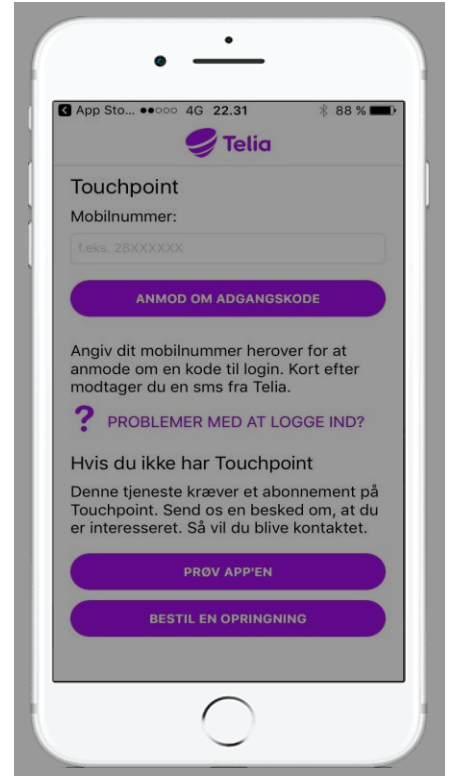 App Sto... 4G 22.31 88 %
Telia
Touchpoint
Mobilnummer:
f.eks. 28XXXXXX
ANMOD OM ADGANGSKODE
Angiv dit mobilnummer herover for at
anmode om en kode til login. Kort efter
modtager du en sms fra Telia.
? PROBLEMER MED AT LOGGE IND?
Hvis du ikke har Touchpoint
Denne tjeneste kræver et abonnement på
Touchpoint. Send os en besked om, at du
er interesseret. Så vil du blive kontaktet.
PRØV APP'EN
BESTIL EN OPRINGNING